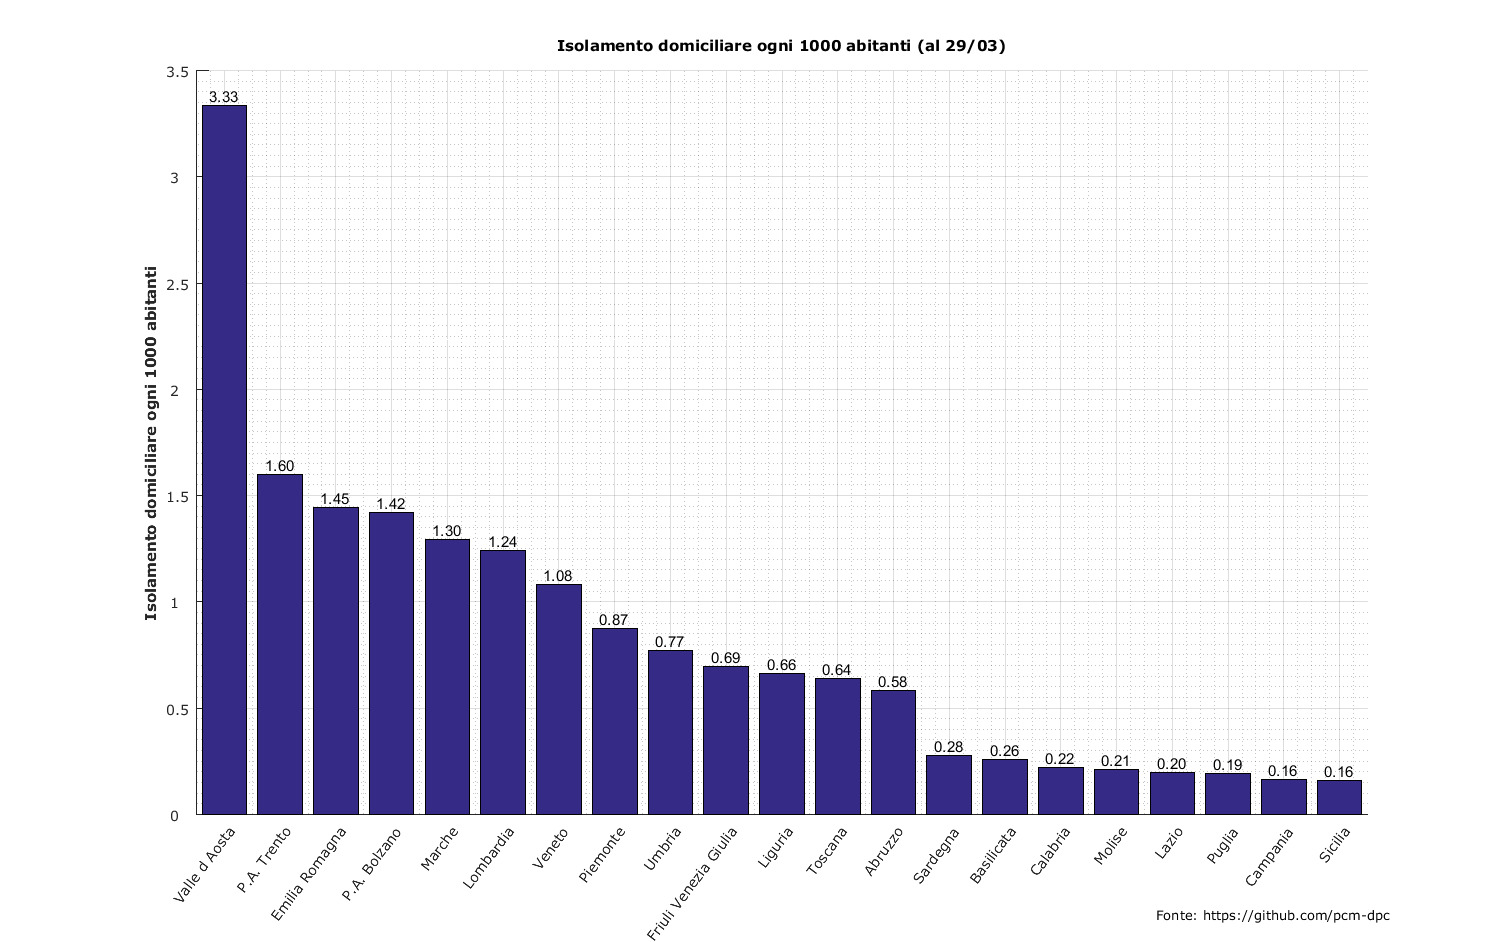 Isolamento domiciliare ogni 1000 abitanti (al 29/03)
Isolamento domiciliare ogni 1000 abitanti
3.5
3
2.5
2
1.5
1
0.5
0
3.33
1.60
1.45
1.42
1.30
1.24
1.08
0.87
0.77
0.69
0.66
0.64
0.58
0.28
0.26
0.22
0.21
0.20
0.19
0.16
0.16
Valle d Aosta
P.A. Trento
Emilia Romagna
P.A. Bolzano
Marche
Lombardia
Veneto
Piemonte
Umbria
Friuli Venezia Giulia
Liguria
Toscana
Abruzzo
Sardegna
Basilicata
Calabria
Molise
Lazio
Puglia
Campania
Sicilia
Fonte: https://github.com/pcm-dpc